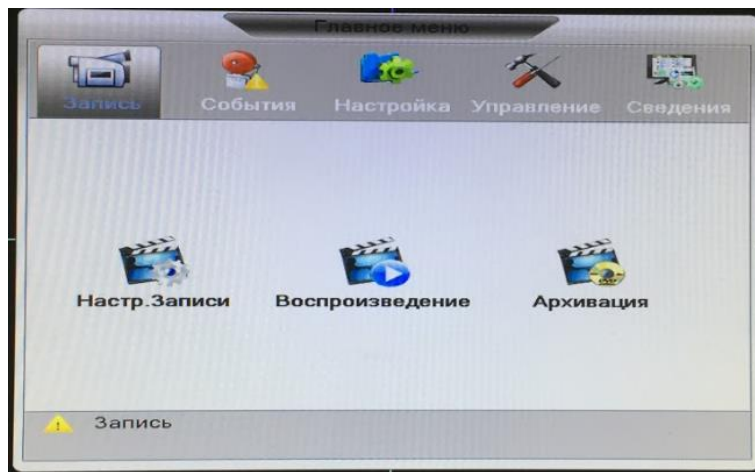 Главное меню
Запись События Настройка Управление Сведения
Настр.Записи Воспроизведение Архивация
Запись